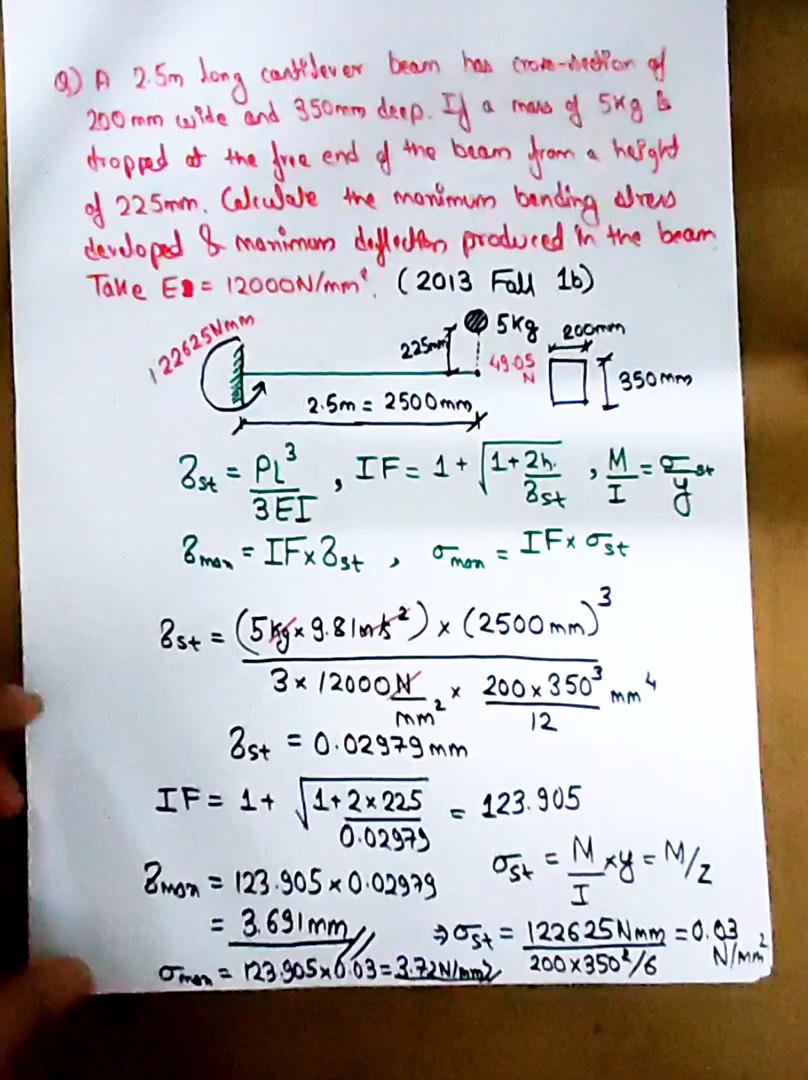 Q) A 2.5m long cantilever beam has cross-section of
200mm wide and 350mm deep. If a mass of 5Kg is
dropped at the free end of the beam from a height
of 225mm. Calculate the maximum bending stress
developed & maximum deflection produced in the beam.
Take E = 12000N/mm². (2013 Fall 1b)
122625Nmm
225mm
5Kg
49.05 N
200mm
350mm
2.5m = 2500mm
δst = PL³/3EI , IF = 1 + √(1+2h/δst) , M/I = σst/y
δmax = IF×δst , σmax = IF×σst
δst = (5kg×9.81m/s²) × (2500mm)³
3×12000 N/mm² × 200×350³/12 mm⁴
δst = 0.02979mm
IF = 1+ √(1+2×225/0.02979) = 123.905
δmax = 123.905×0.02979
= 3.691mm
σst = M/I ×y = M/Z
⇒σst = 122625Nmm / 200×350²/6 = 0.03 N/mm²
σmax = 123.905×0.03 = 3.72N/mm²